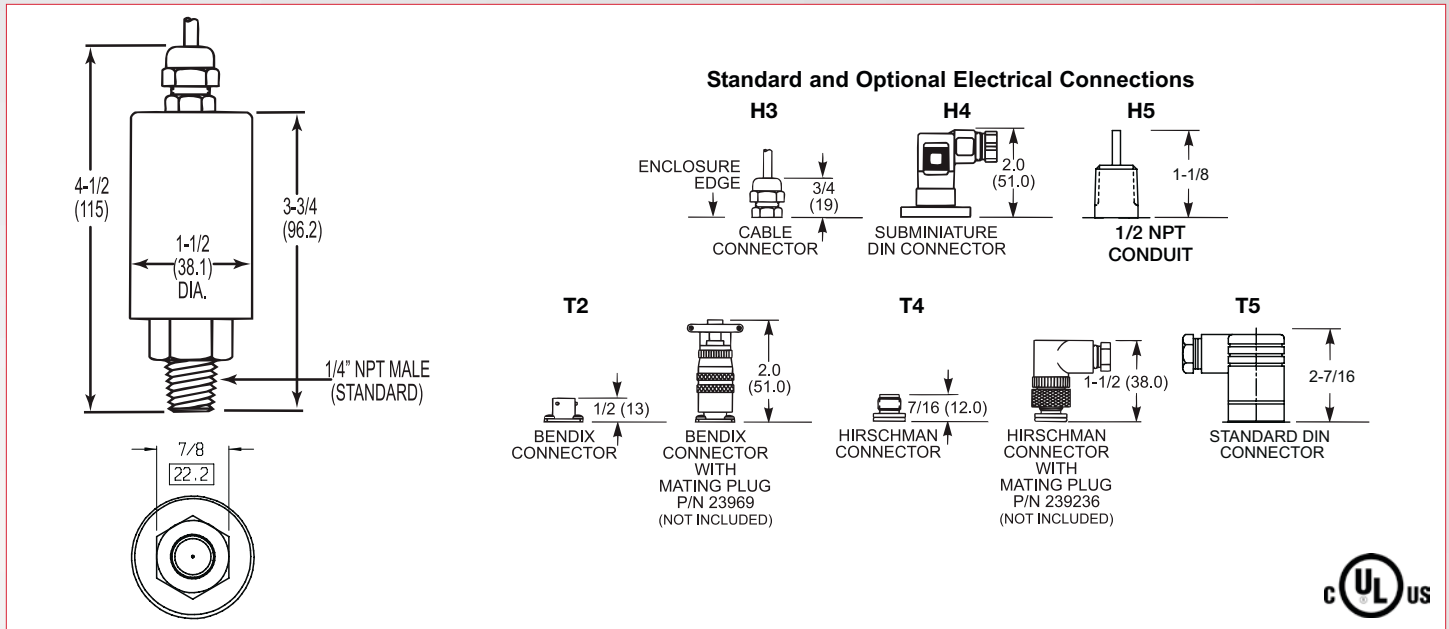 4-1/2
(115)
3-3/4
(96.2)
1-1/2
(38.1)
DIA.
1/4" NPT MALE
(STANDARD)
7/8
22.2
Standard and Optional Electrical Connections
H3
H4
H5
ENCLOSURE
EDGE
3/4
(19)
CABLE
CONNECTOR
2.0
(51.0)
SUBMINIATURE
DIN CONNECTOR
1-1/8
1/2 NPT
CONDUIT
T2
T4
T5
1/2 (13)
BENDIX
CONNECTOR
2.0
(51.0)
BENDIX
CONNECTOR
WITH
MATING PLUG
P/N 23969
(NOT INCLUDED)
7/16 (12.0)
HIRSCHMAN
CONNECTOR
1-1/2 (38.0)
HIRSCHMAN
CONNECTOR
WITH
MATING PLUG
P/N 239236
(NOT INCLUDED)
2-7/16
STANDARD DIN
CONNECTOR
C UL ® US